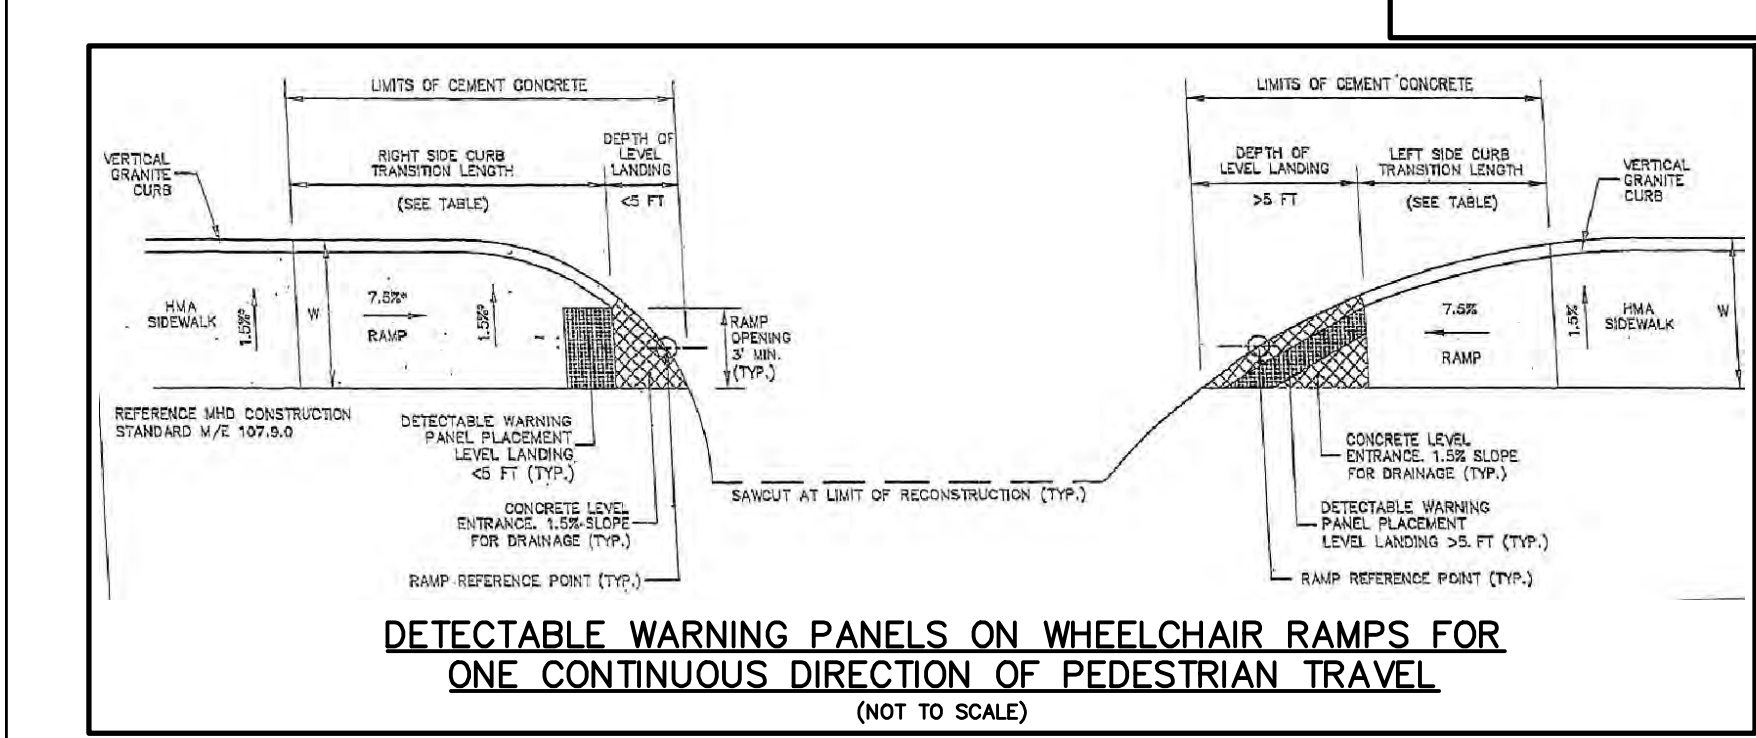 LIMITS OF CEMENT CONCRETE
VERTICAL
GRANITE
CURB
RIGHT SIDE CURB
TRANSITION LENGTH
(SEE TABLE)
DEPTH OF
LEVEL
LANDING
<5 FT
HMA
SIDEWALK
1.5%*
W
7.5%*
RAMP
1.5%*
RAMP
OPENING
3' MIN.
(TYP.)
REFERENCE MHD CONSTRUCTION
STANDARD M/E 107.9.0
DETECTABLE WARNING
PANEL PLACEMENT
LEVEL LANDING
<5 FT (TYP.)
CONCRETE LEVEL
ENTRANCE. 1.5% SLOPE
FOR DRAINAGE (TYP.)
RAMP REFERENCE POINT (TYP.)
SAWCUT AT LIMIT OF RECONSTRUCTION (TYP.)
LIMITS OF CEMENT CONCRETE
DEPTH OF
LEVEL LANDING
>5 FT
LEFT SIDE CURB
TRANSITION LENGTH
(SEE TABLE)
VERTICAL
GRANITE
CURB
7.5%
RAMP
1.5%
HMA
SIDEWALK
W
CONCRETE LEVEL
ENTRANCE. 1.5% SLOPE
FOR DRAINAGE (TYP.)
DETECTABLE WARNING
PANEL PLACEMENT
LEVEL LANDING >5. FT (TYP.)
RAMP REFERENCE POINT (TYP.)
DETECTABLE WARNING PANELS ON WHEELCHAIR RAMPS FOR
ONE CONTINUOUS DIRECTION OF PEDESTRIAN TRAVEL
(NOT TO SCALE)